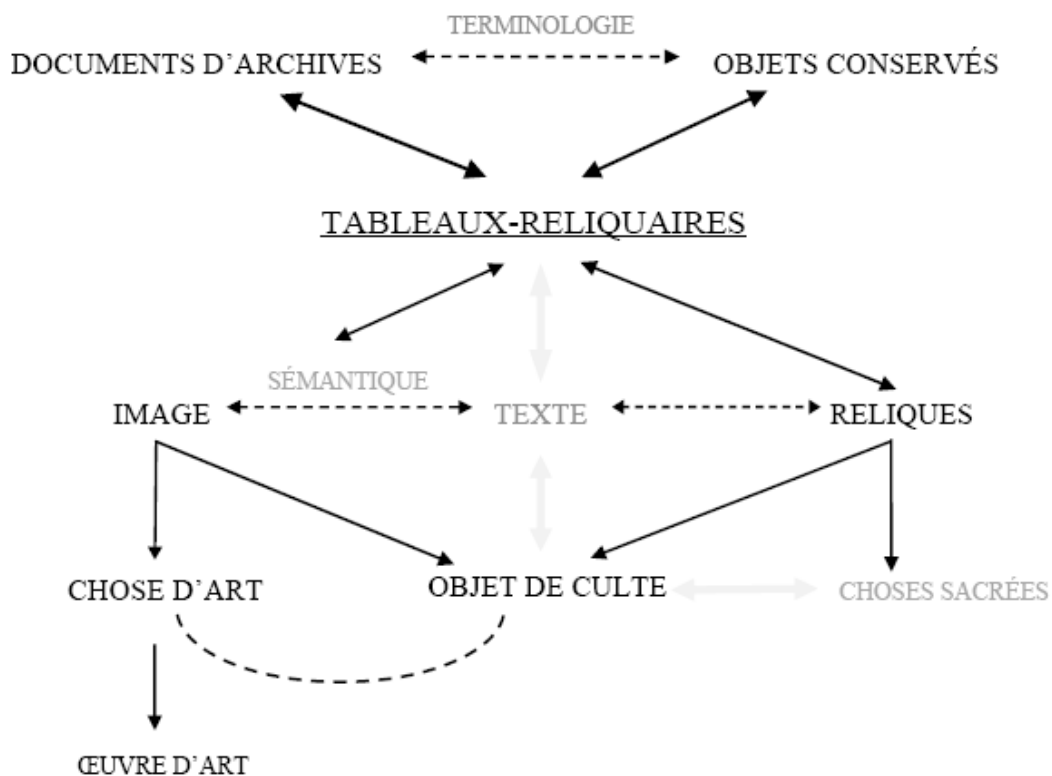 TERMINOLOGIE
DOCUMENTS D’ARCHIVES
OBJETS CONSERVÉS
TABLEAUX-RELIQUAIRES
SÉMANTIQUE
IMAGE
TEXTE
RELIQUES
CHOSE D’ART
OBJET DE CULTE
CHOSES SACRÉES
ŒUVRE D’ART